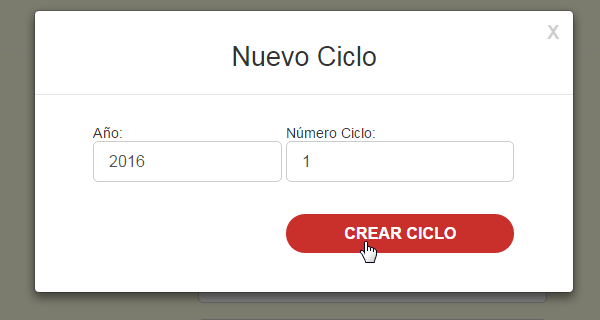 X
Nuevo Ciclo
Año: Número Ciclo:
2016 1
CREAR CICLO